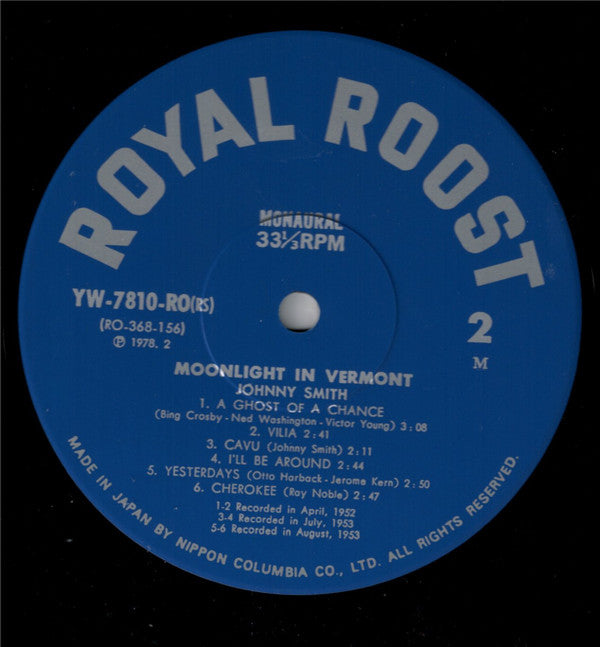 ROYAL ROOST
MONAURAL
33 1/3 RPM
YW-7810-RO(RS)
(RO-368-156)
Ⓟ 1978. 2
2
M
MOONLIGHT IN VERMONT
JOHNNY SMITH
1. A GHOST OF A CHANCE
(Bing Crosby - Ned Washington - Victor Young) 3:08
2. VILIA 2:41
3. CAVU (Johnny Smith) 2:11
4. I'LL BE AROUND 2:44
5. YESTERDAYS (Otto Harback - Jerome Kern) 2:50
6. CHEROKEE (Ray Noble) 2:47
1-2 Recorded in April, 1952
3-4 Recorded in July, 1953
5-6 Recorded in August, 1953
MADE IN JAPAN BY NIPPON COLUMBIA CO., LTD. ALL RIGHTS RESERVED.